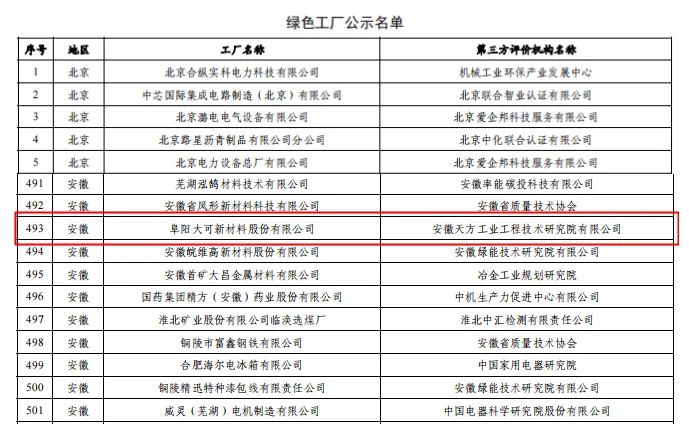 绿色工厂公示名单
序号 地区 工厂名称 第三方评价机构名称
1 北京 北京合纵实科电力科技有限公司 机械工业环保产业发展中心
2 北京 中芯国际集成电路制造（北京）有限公司 北京联合智业认证有限公司
3 北京 北京潞电电气设备有限公司 北京爱企邦科技服务有限公司
4 北京 北京路星沥青制品有限公司分公司 北京中化联合认证有限公司
5 北京 北京电力设备总厂有限公司 北京爱企邦科技服务有限公司
491 安徽 芜湖泓鹄材料技术有限公司 安徽率能碳投科技有限公司
492 安徽 安徽省凤形新材料科技有限公司 安徽省质量技术协会
493 安徽 阜阳大可新材料股份有限公司 安徽天方工业工程技术研究院有限公司
494 安徽 安徽皖维高新材料股份有限公司 安徽绿能技术研究院有限公司
495 安徽 安徽首矿大昌金属材料有限公司 冶金工业规划研究院
496 安徽 国药集团精方（安徽）药业股份有限公司 中机生产力促进中心有限公司
497 安徽 淮北矿业股份有限公司临涣选煤厂 淮北中汇检测有限责任公司
498 安徽 铜陵市富鑫钢铁有限公司 安徽省质量技术协会
499 安徽 合肥海尔电冰箱有限公司 中国家用电器研究院
500 安徽 铜陵精迅特种漆包线有限责任公司 安徽绿能技术研究院有限公司
501 安徽 威灵（芜湖）电机制造有限公司 中国电器科学研究院股份有限公司